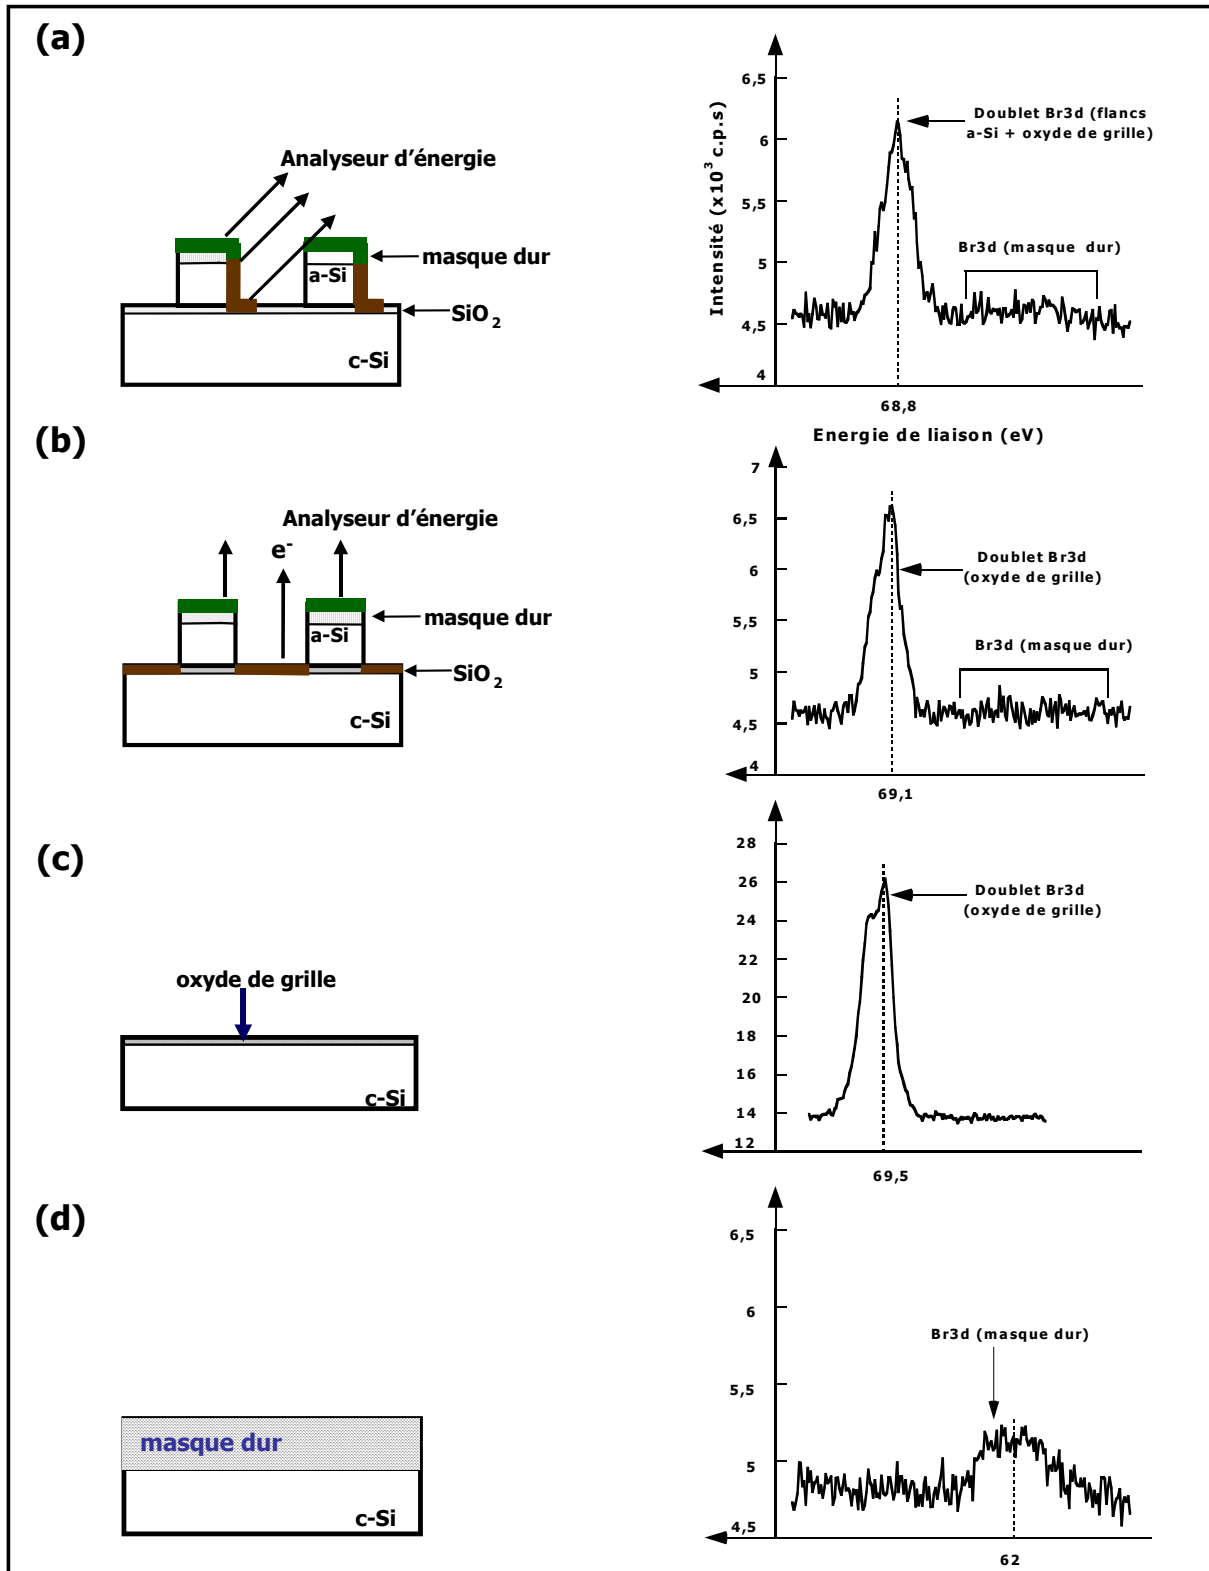 (a)
Analyseur d'énergie
masque dur
a-Si
SiO2
c-Si
Intensité (x10³ c.p.s)
6,5
6
5,5
5
4,5
4
Doublet Br3d (flancs
a-Si + oxyde de grille)
Br3d (masque dur)
68,8
Energie de liaison (eV)
(b)
Analyseur d'énergie
e-
masque dur
a-Si
SiO2
c-Si
7
6,5
6
5,5
5
4,5
4
Doublet Br3d
(oxyde de grille)
Br3d (masque dur)
69,1
(c)
oxyde de grille
c-Si
28
26
24
22
20
18
16
14
12
Doublet Br3d
(oxyde de grille)
69,5
(d)
masque dur
c-Si
6,5
6
5,5
5
4,5
Br3d (masque dur)
62